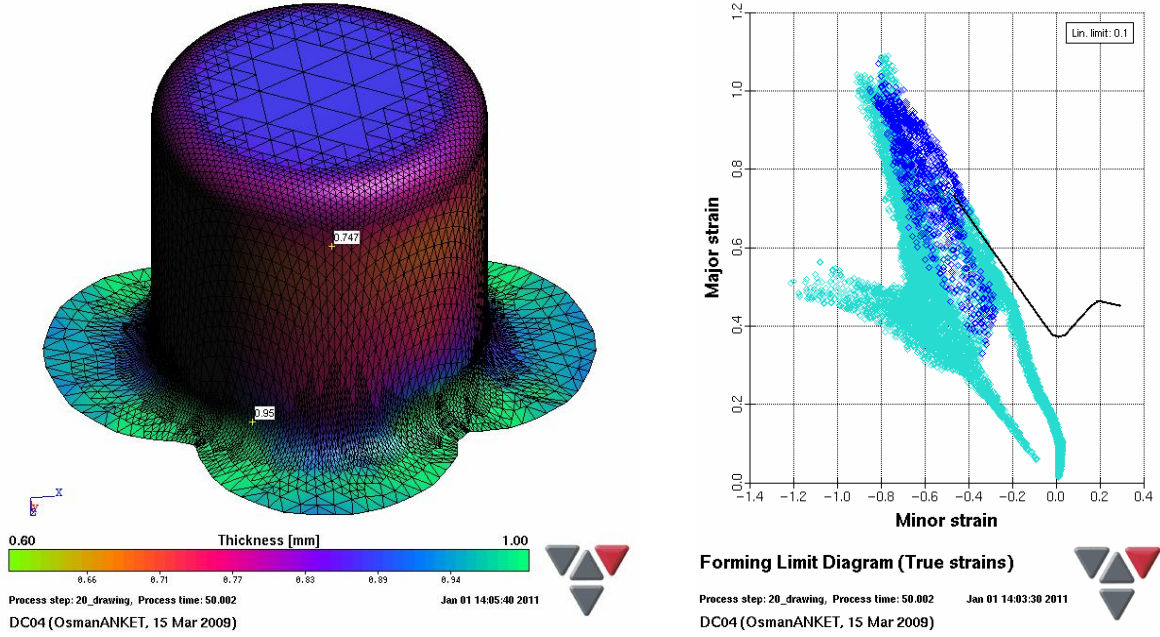 0.747
0.95
X
Y
Z
0.60
Thickness [mm]
1.00
0.66
0.71
0.77
0.83
0.89
0.94
Process step: 20_drawing, Process time: 50.002
Jan 01 14:05:40 2011
DC04 (OsmanANKET, 15 Mar 2009)
Lin. limit: 0.1
1.2
1.0
0.8
0.6
0.4
0.2
0.0
Major strain
-1.4
-1.2
-1.0
-0.8
-0.6
-0.4
-0.2
0.0
0.2
0.4
Minor strain
Forming Limit Diagram (True strains)
Process step: 20_drawing, Process time: 50.002
Jan 01 14:03:30 2011
DC04 (OsmanANKET, 15 Mar 2009)